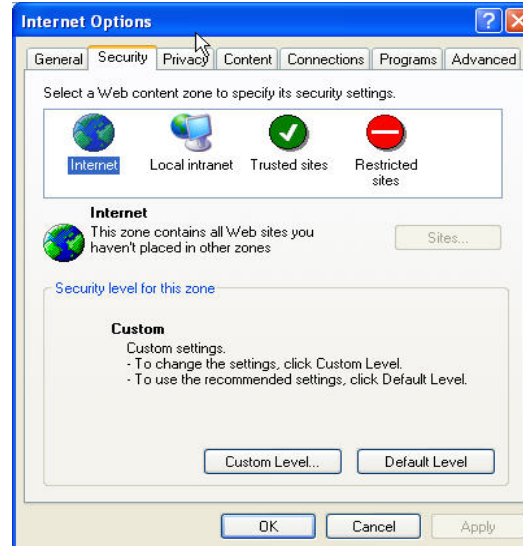 Internet Options
General Security Privacy Content Connections Programs Advanced
Select a Web content zone to specify its security settings.
Internet Local intranet Trusted sites Restricted sites
Internet
This zone contains all Web sites you
haven't placed in other zones
Sites...
Security level for this zone
Custom
Custom settings.
- To change the settings, click Custom Level.
- To use the recommended settings, click Default Level.
Custom Level... Default Level
OK Cancel Apply